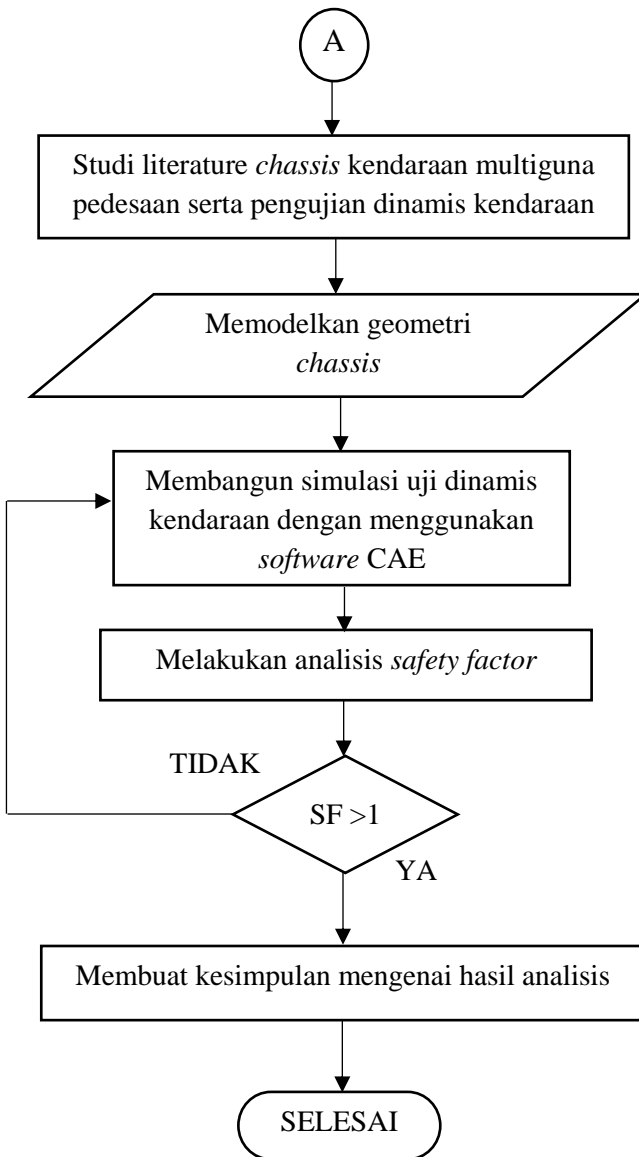 A
Studi literature chassis kendaraan multiguna
pedesaan serta pengujian dinamis kendaraan
Memodelkan geometri
chassis
Membangun simulasi uji dinamis
kendaraan dengan menggunakan
software CAE
Melakukan analisis safety factor
TIDAK
SF >1
YA
Membuat kesimpulan mengenai hasil analisis
SELESAI